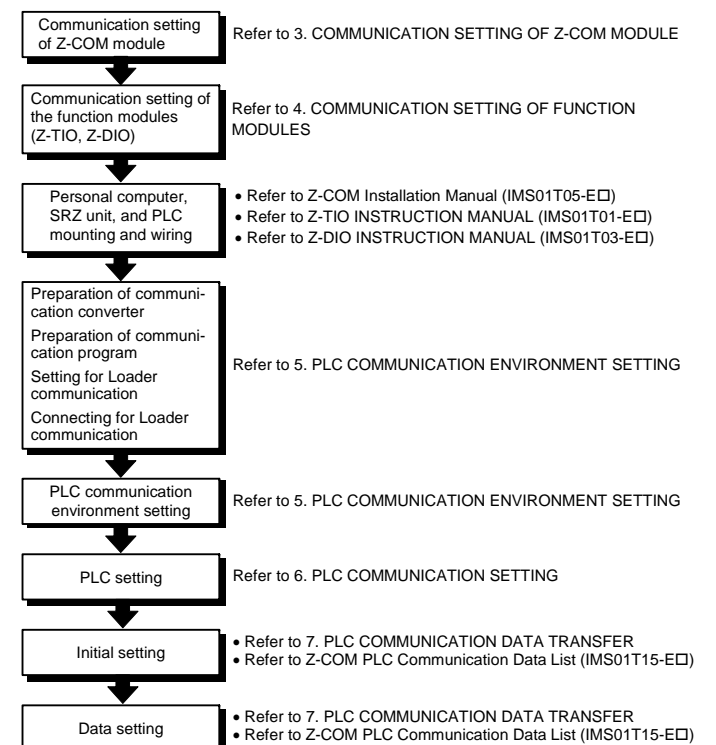 Communication setting
of Z-COM module
Refer to 3. COMMUNICATION SETTING OF Z-COM MODULE
Communication setting of
the function modules
(Z-TIO, Z-DIO)
Refer to 4. COMMUNICATION SETTING OF FUNCTION
MODULES
Personal computer,
SRZ unit, and PLC
mounting and wiring
• Refer to Z-COM Installation Manual (IMS01T05-E□)
• Refer to Z-TIO INSTRUCTION MANUAL (IMS01T01-E□)
• Refer to Z-DIO INSTRUCTION MANUAL (IMS01T03-E□)
Preparation of communi-
cation converter
Preparation of communi-
cation program
Setting for Loader
communication
Connecting for Loader
communication
Refer to 5. PLC COMMUNICATION ENVIRONMENT SETTING
PLC communication
environment setting
Refer to 5. PLC COMMUNICATION ENVIRONMENT SETTING
PLC setting
Refer to 6. PLC COMMUNICATION SETTING
Initial setting
• Refer to 7. PLC COMMUNICATION DATA TRANSFER
• Refer to Z-COM PLC Communication Data List (IMS01T15-E□)
Data setting
• Refer to 7. PLC COMMUNICATION DATA TRANSFER
• Refer to Z-COM PLC Communication Data List (IMS01T15-E□)